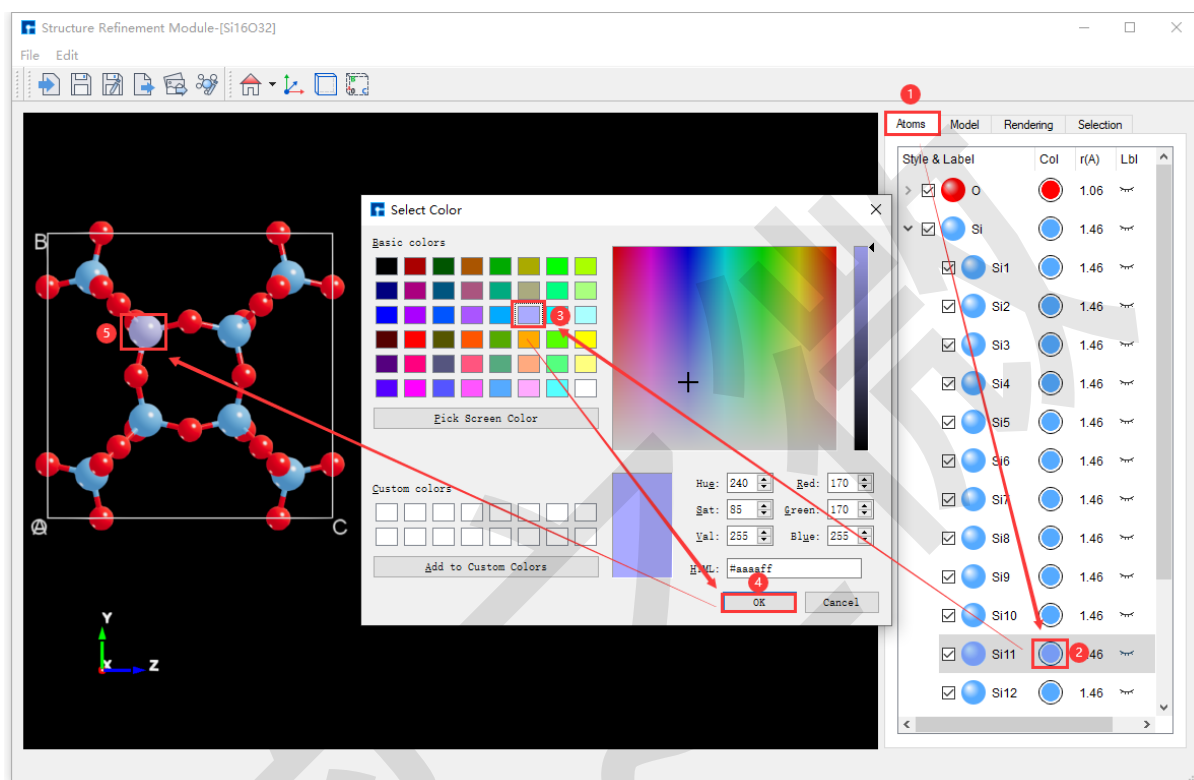 Structure Refinement Module-[Si16O32]
File Edit
1
Atoms Model Rendering Selection
Style & Label Col r(A) Lbl
O 1.06
Si 1.46
Si1 1.46
Si2 1.46
Si3 1.46
Si4 1.46
Si5 1.46
Si6 1.46
Si7 1.46
Si8 1.46
Si9 1.46
Si10 1.46
Si11 2 .46
Si12 1.46
B
5
A C
Y
X Z
Select Color
Basic colors
3
Pick Screen Color
Custom colors
Add to Custom Colors
Hue: 240 Red: 170
Sat: 85 Green: 170
Val: 255 Blue: 255
HTML: #aaaaff
4
OK Cancel